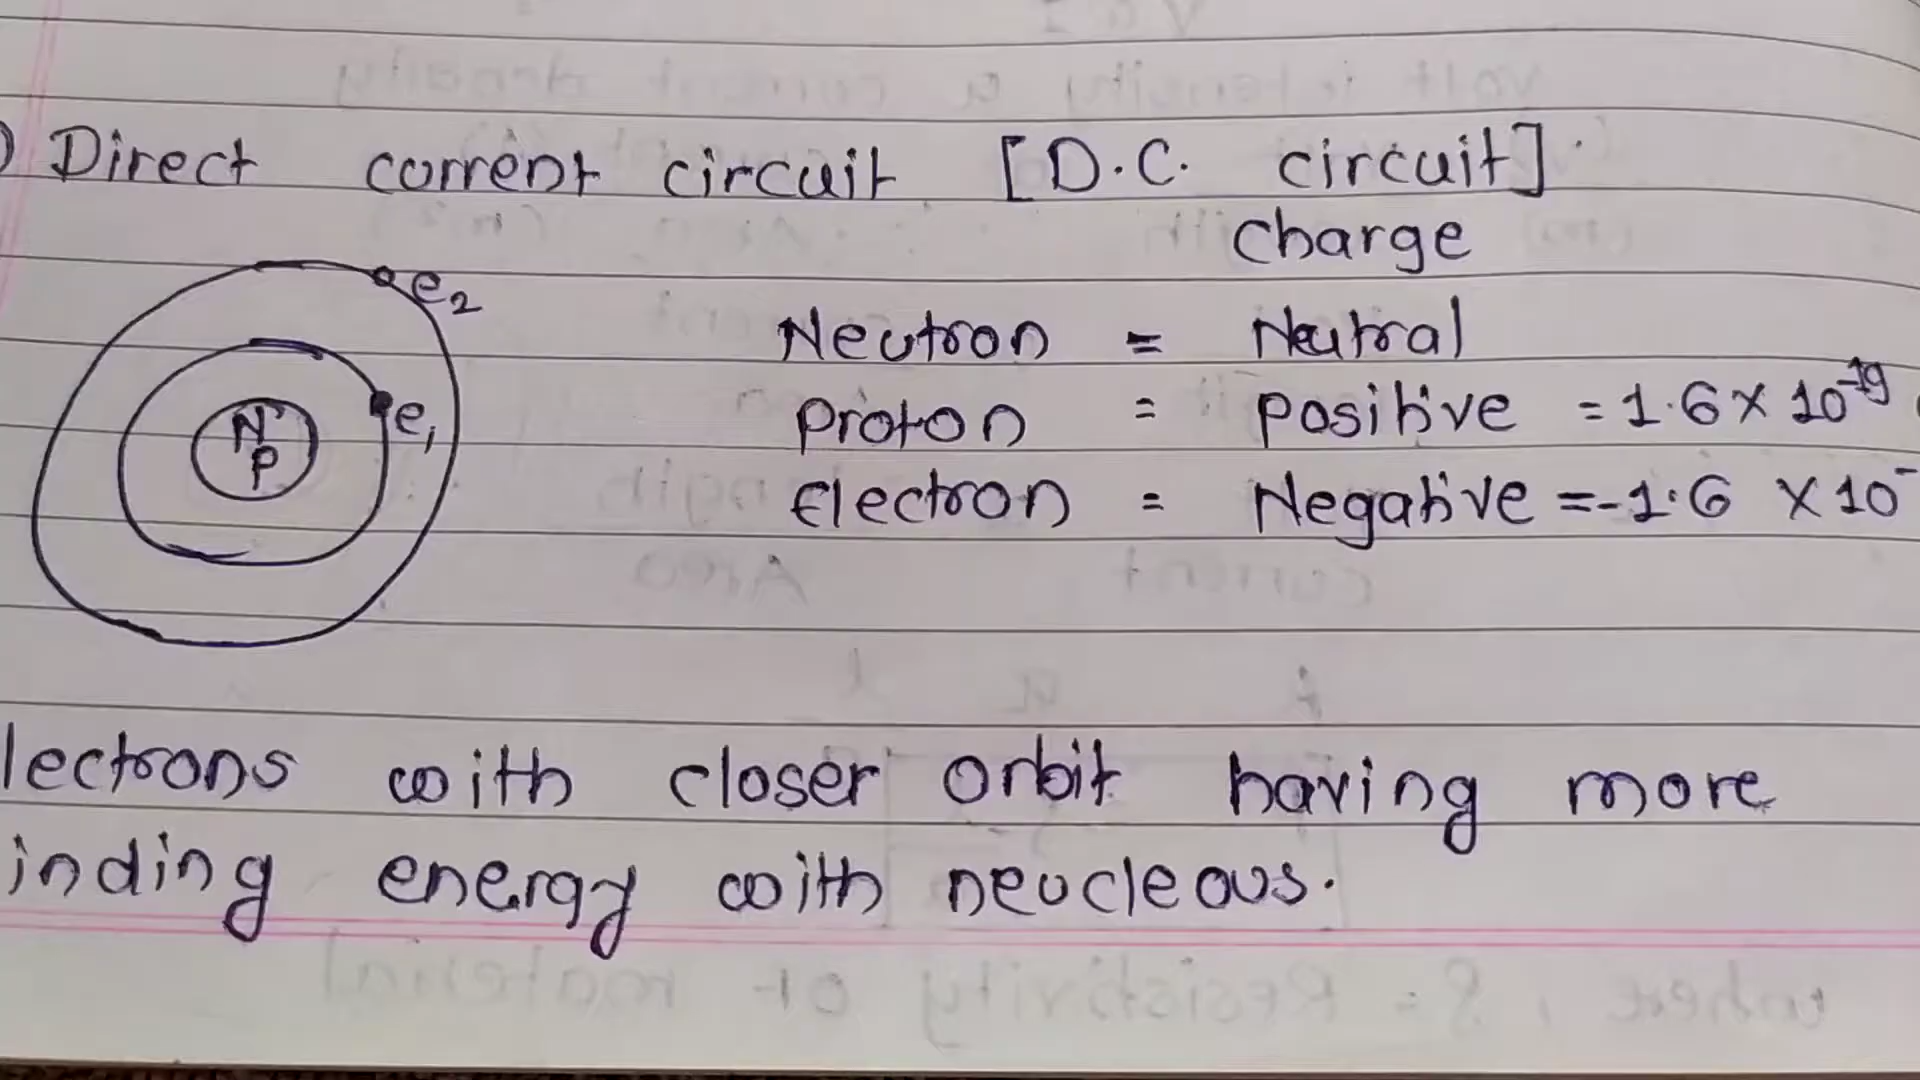 ) Direct current circuit [D.C. circuit].
charge
e2
Neutron = Neutral
N
P
e1
proton = positive = 1.6 × 10^-19
Electron = Negative = -1.6 × 10^-
lectrons with closer orbit having more
inding energy with neucleous.